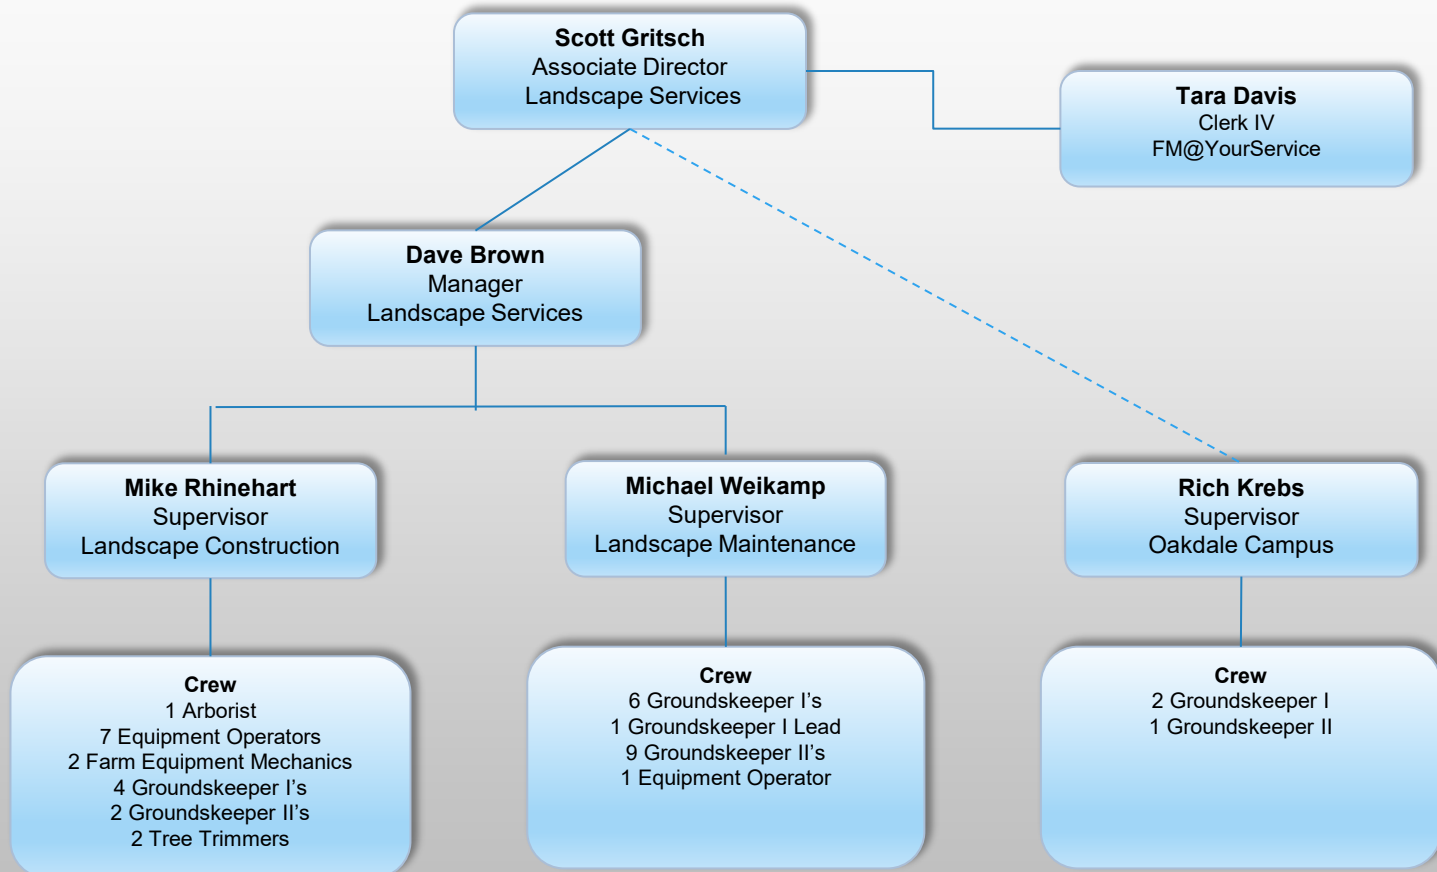 Scott Gritsch
Associate Director
Landscape Services
Tara Davis
Clerk IV
FM@YourService
Dave Brown
Manager
Landscape Services
Mike Rhinehart
Supervisor
Landscape Construction
Michael Weikamp
Supervisor
Landscape Maintenance
Rich Krebs
Supervisor
Oakdale Campus
Crew
1 Arborist
7 Equipment Operators
2 Farm Equipment Mechanics
4 Groundskeeper I’s
2 Groundskeeper II’s
2 Tree Trimmers
Crew
6 Groundskeeper I’s
1 Groundskeeper I Lead
9 Groundskeeper II’s
1 Equipment Operator
Crew
2 Groundskeeper I
1 Groundskeeper II